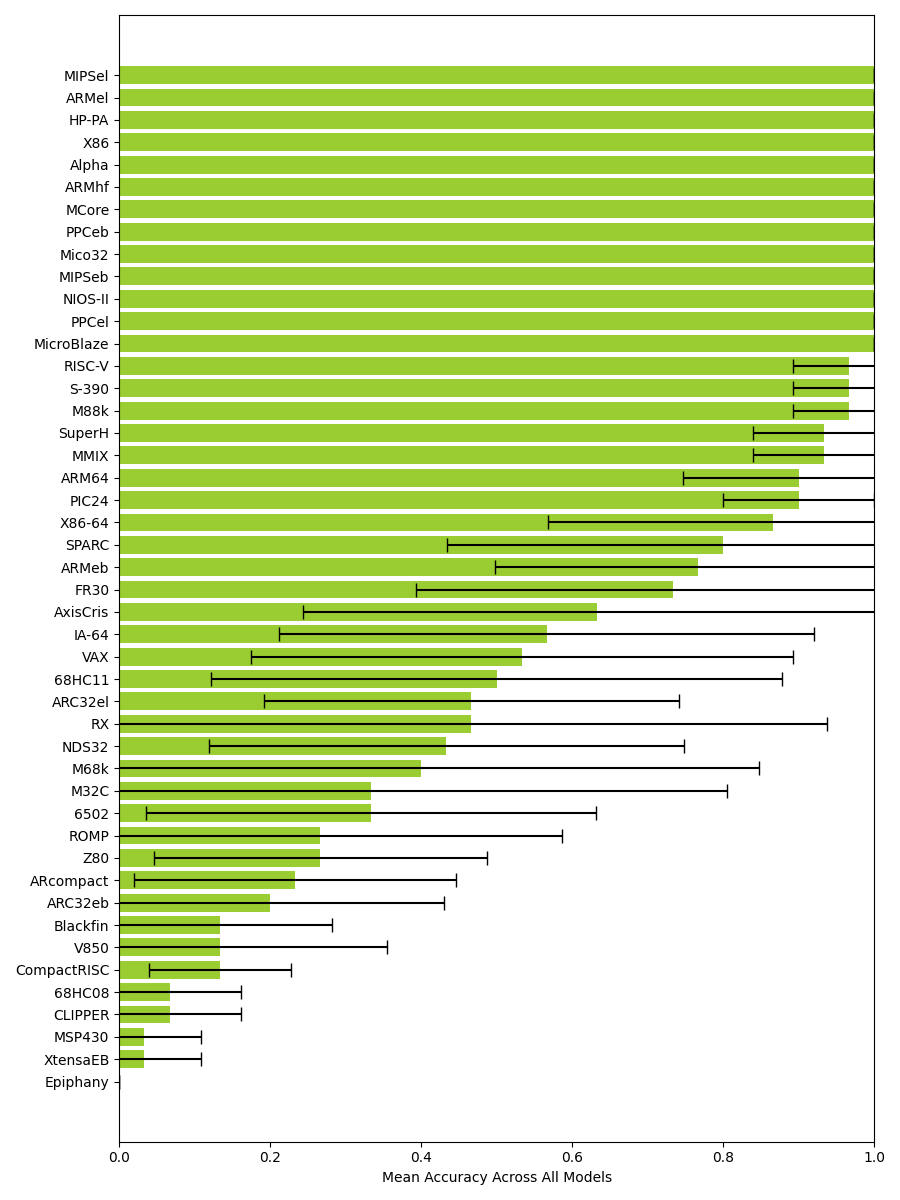 MIPSel
ARMel
HP-PA
X86
Alpha
ARMhf
MCore
PPCeb
Mico32
MIPSeb
NIOS-II
PPCel
MicroBlaze
RISC-V
S-390
M88k
SuperH
MMIX
ARM64
PIC24
X86-64
SPARC
ARMeb
FR30
AxisCris
IA-64
VAX
68HC11
ARC32el
RX
NDS32
M68k
M32C
6502
ROMP
Z80
ARcompact
ARC32eb
Blackfin
V850
CompactRISC
68HC08
CLIPPER
MSP430
XtensaEB
Epiphany
0.0 0.2 0.4 0.6 0.8 1.0
Mean Accuracy Across All Models